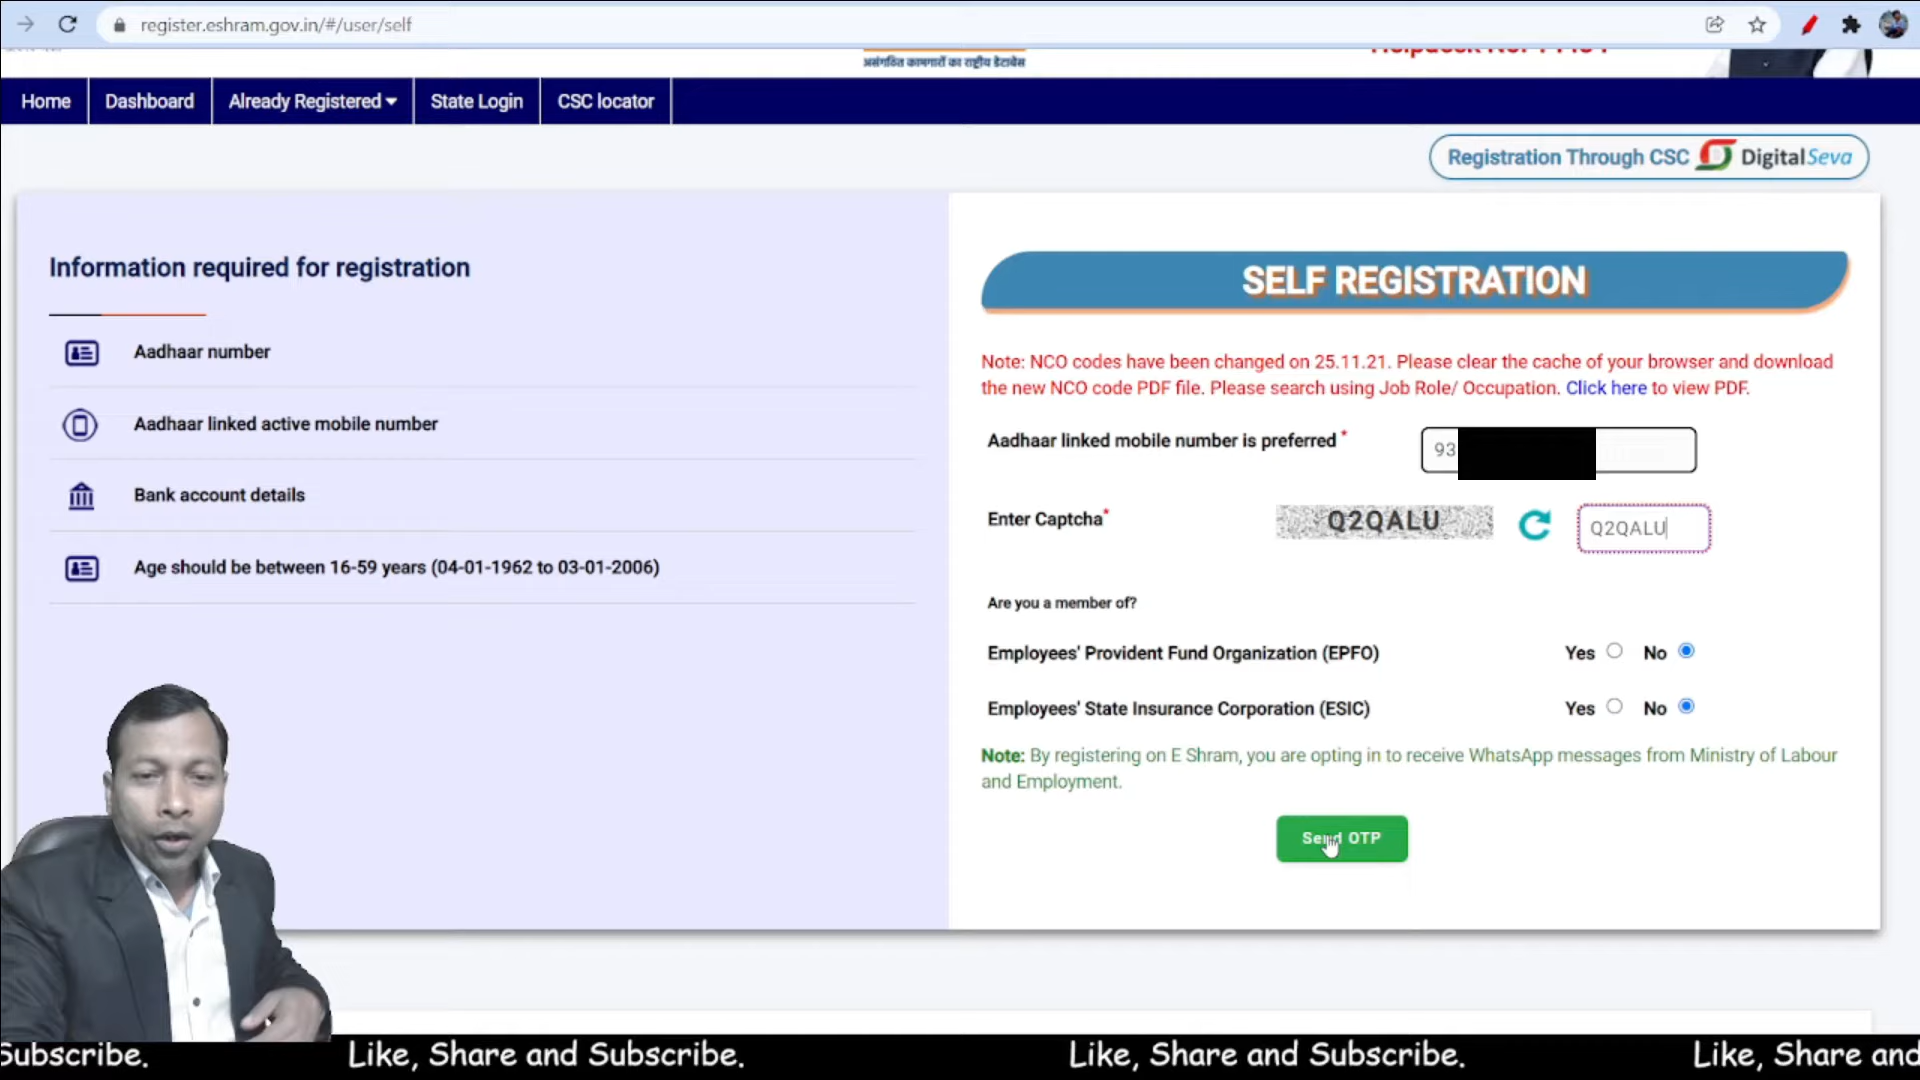 register.eshram.gov.in/#/user/self
असंगठित कामगारों का राष्ट्रीय डेटाबेस
Home
Dashboard
Already Registered
State Login
CSC locator
Registration Through CSC DigitalSeva
Information required for registration
Aadhaar number
Aadhaar linked active mobile number
Bank account details
Age should be between 16-59 years (04-01-1962 to 03-01-2006)
SELF REGISTRATION
Note: NCO codes have been changed on 25.11.21. Please clear the cache of your browser and download
the new NCO code PDF file. Please search using Job Role/ Occupation. Click here to view PDF.
Aadhaar linked mobile number is preferred *
93
Enter Captcha*
Q2QALU
Q2QALU
Are you a member of?
Employees' Provident Fund Organization (EPFO) Yes No
Employees' State Insurance Corporation (ESIC) Yes No
Note: By registering on E Shram, you are opting in to receive WhatsApp messages from Ministry of Labour
and Employment.
Send OTP
Subscribe. Like, Share and Subscribe. Like, Share and Subscribe. Like, Share and